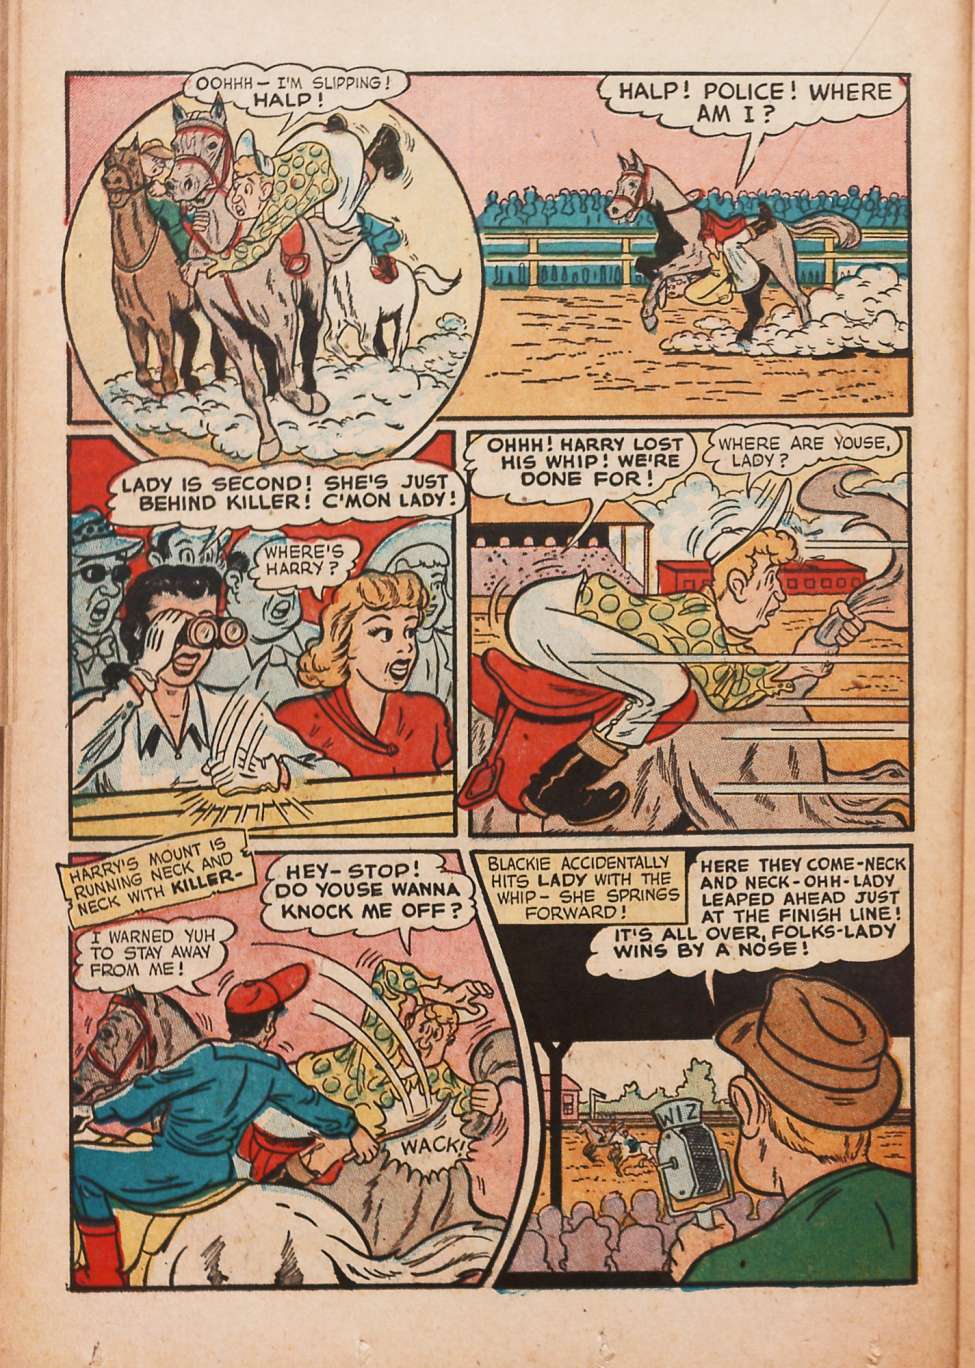 OOHHH - I'M SLIPPING!
HALP!
HALP! POLICE! WHERE
AM I?
LADY IS SECOND! SHE'S JUST
BEHIND KILLER! C'MON LADY!
WHERE'S
HARRY?
OHHH! HARRY LOST
HIS WHIP! WE'RE
DONE FOR!
WHERE ARE YOUSE,
LADY?
HARRY'S MOUNT IS
RUNNING NECK AND
NECK WITH KILLER-
I WARNED YUH
TO STAY AWAY
FROM ME!
HEY-STOP!
DO YOUSE WANNA
KNOCK ME OFF?
WACK!
BLACKIE ACCIDENTALLY
HITS LADY WITH THE
WHIP - SHE SPRINGS
FORWARD!
HERE THEY COME-NECK
AND NECK-OHH-LADY
LEAPED AHEAD JUST
AT THE FINISH LINE!
IT'S ALL OVER, FOLKS-LADY
WINS BY A NOSE!
WIZ